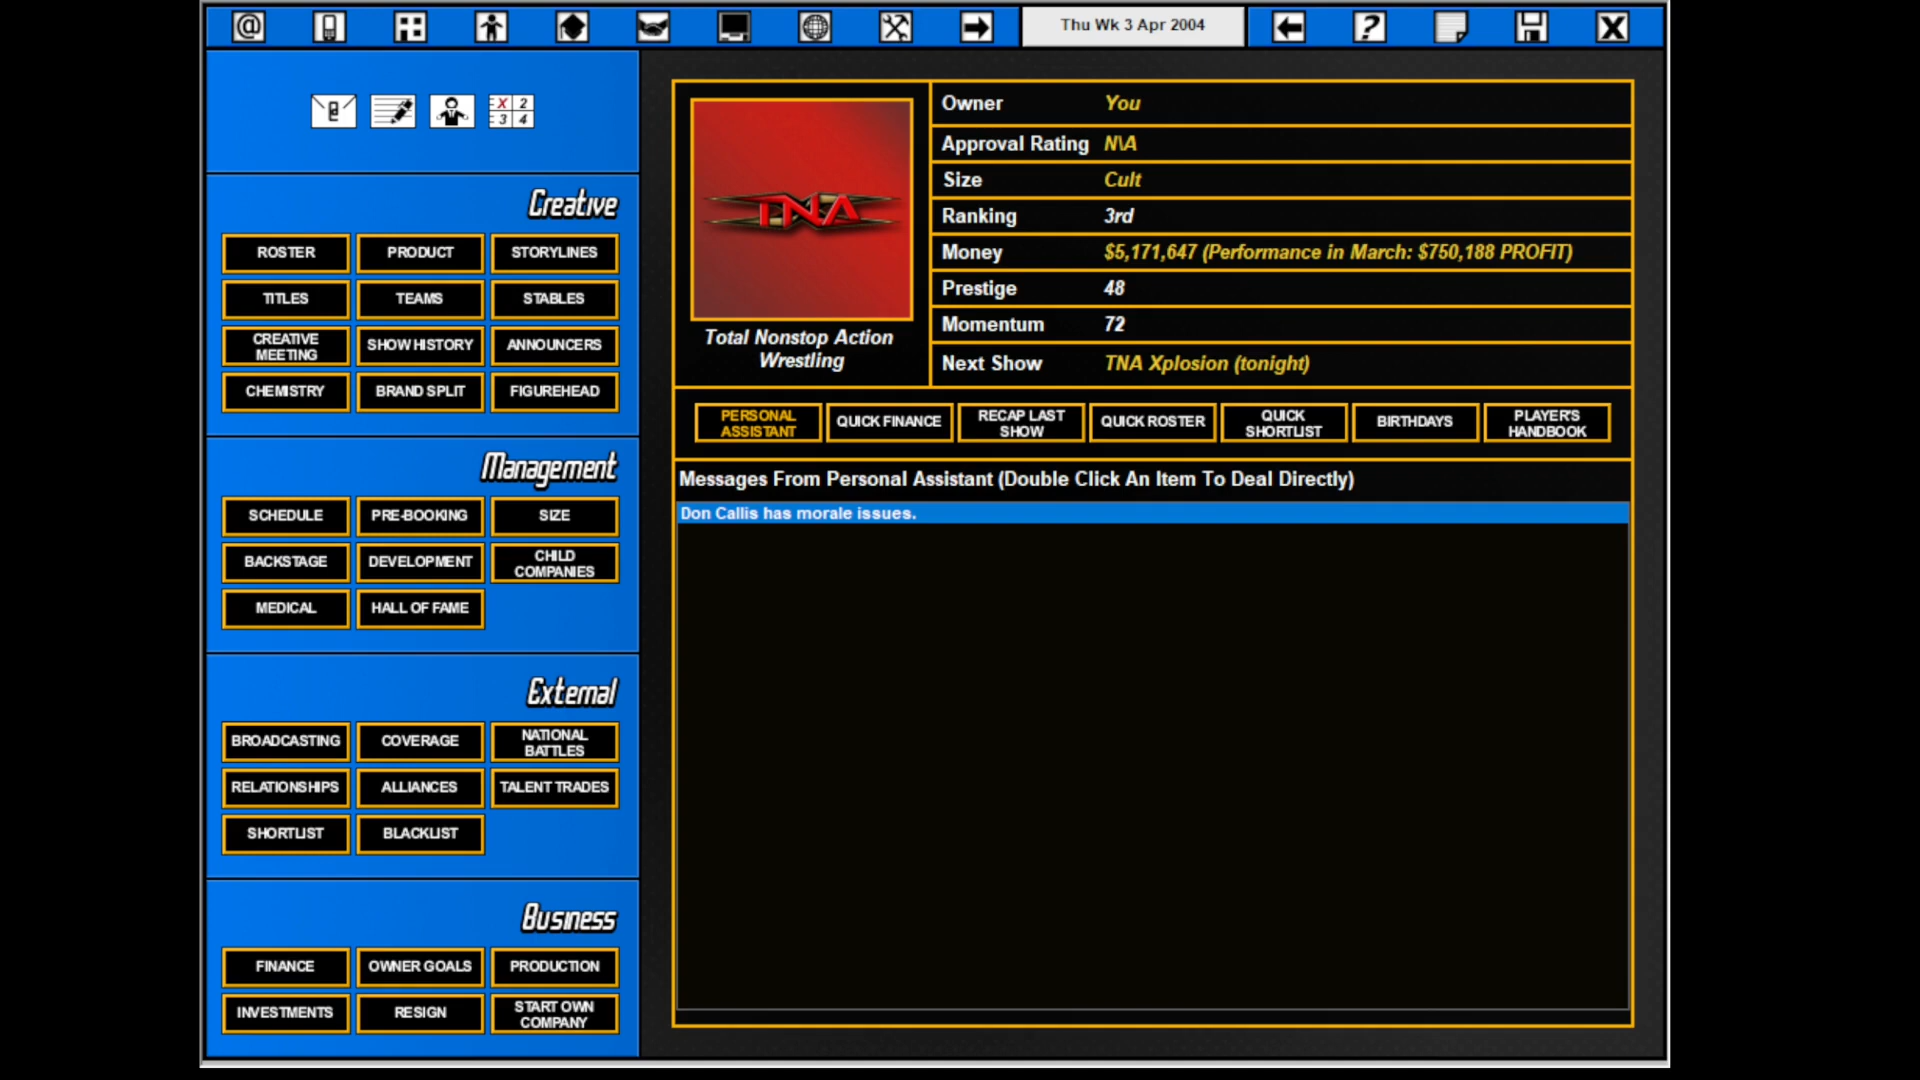 Thu Wk 3 Apr 2004
X 2
3 4
Creative
ROSTER
PRODUCT
STORYLINES
TITLES
TEAMS
STABLES
CREATIVE
MEETING
SHOW HISTORY
ANNOUNCERS
CHEMISTRY
BRAND SPLIT
FIGUREHEAD
Management
SCHEDULE
PRE-BOOKING
SIZE
BACKSTAGE
DEVELOPMENT
CHILD
COMPANIES
MEDICAL
HALL OF FAME
External
BROADCASTING
COVERAGE
NATIONAL
BATTLES
RELATIONSHIPS
ALLIANCES
TALENT TRADES
SHORTLIST
BLACKLIST
Business
FINANCE
OWNER GOALS
PRODUCTION
INVESTMENTS
RESIGN
START OWN
COMPANY
TNA
Total Nonstop Action
Wrestling
Owner You
Approval Rating N\A
Size Cult
Ranking 3rd
Money $5,171,647 (Performance in March: $750,188 PROFIT)
Prestige 48
Momentum 72
Next Show TNA Xplosion (tonight)
PERSONAL
ASSISTANT
QUICK FINANCE
RECAP LAST
SHOW
QUICK ROSTER
QUICK
SHORTLIST
BIRTHDAYS
PLAYER'S
HANDBOOK
Messages From Personal Assistant (Double Click An Item To Deal Directly)
Don Callis has morale issues.